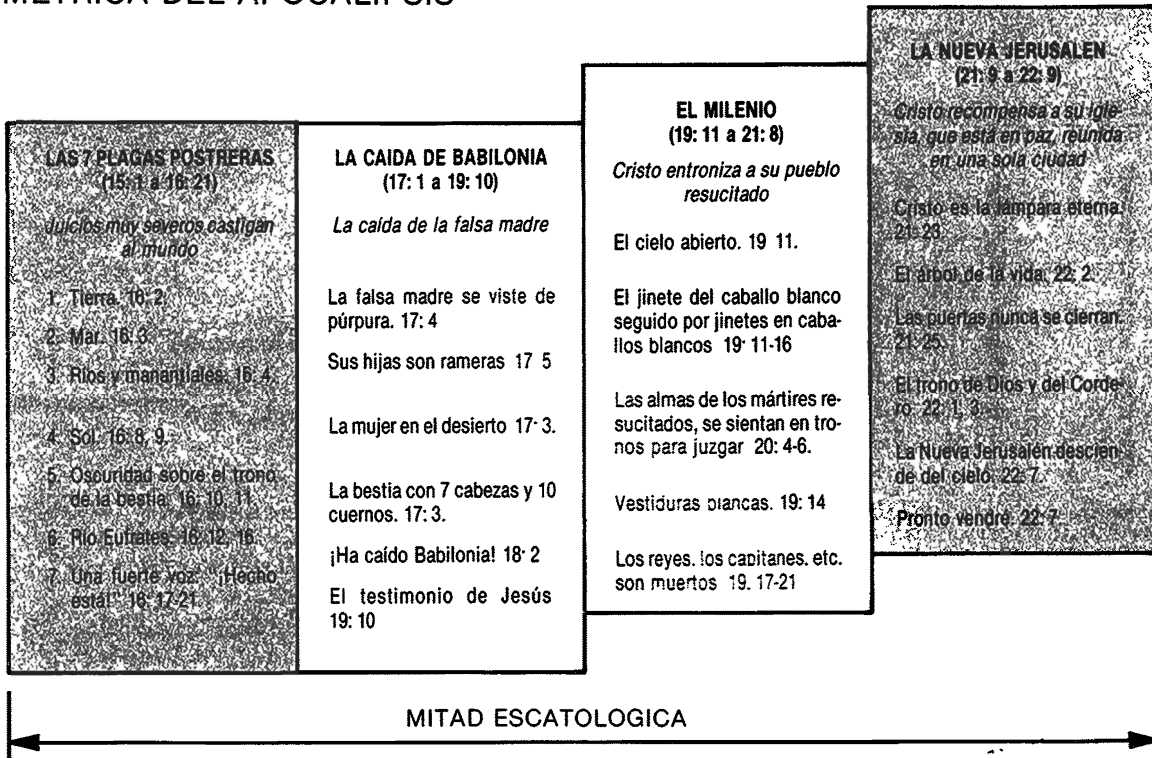 METRICA DEL APOCALIPSIS
LAS 7 PLAGAS POSTRERAS
(15: 1 a 16: 21)
Juicios muy severos castigan
al mundo
1. Tierra. 16: 2.
2. Mar. 16: 3.
3. Ríos y manantiales. 16: 4.
4. Sol. 16: 8, 9.
5. Oscuridad sobre el trono
de la bestia. 16: 10, 11.
6. Río Eufrates. 16: 12, 16.
7. Una fuerte voz: "¡Hecho
está!" 16: 17-21.
LA CAIDA DE BABILONIA
(17: 1 a 19: 10)
La caída de la falsa madre
La falsa madre se viste de
púrpura. 17: 4
Sus hijas son rameras 17 5
La mujer en el desierto 17· 3.
La bestia con 7 cabezas y 10
cuernos. 17: 3.
¡Ha caído Babilonia! 18· 2
El testimonio de Jesús
19: 10
EL MILENIO
(19: 11 a 21: 8)
Cristo entroniza a su pueblo
resucitado
El cielo abierto. 19 11.
El jinete del caballo blanco
seguido por jinetes en caba-
llos blancos 19· 11-16
Las almas de los mártires re-
sucitados, se sientan en tro-
nos para juzgar 20: 4-6.
Vestiduras blancas. 19: 14
Los reyes. los capitanes. etc.
son muertos 19. 17-21
LA NUEVA JERUSALEN
(21: 9 a 22: 9)
Cristo recompensa a su igle-
sia, que está en paz, reunida
en una sola ciudad
Cristo es la lámpara eterna.
21: 23.
El árbol de la vida. 22: 2.
Las puertas nunca se cierran.
21: 25.
El trono de Dios y del Corde-
ro. 22: 1, 3.
La Nueva Jerusalén descien-
de del cielo. 22: 7.
Pronto vendré. 22: 7.
MITAD ESCATOLOGICA